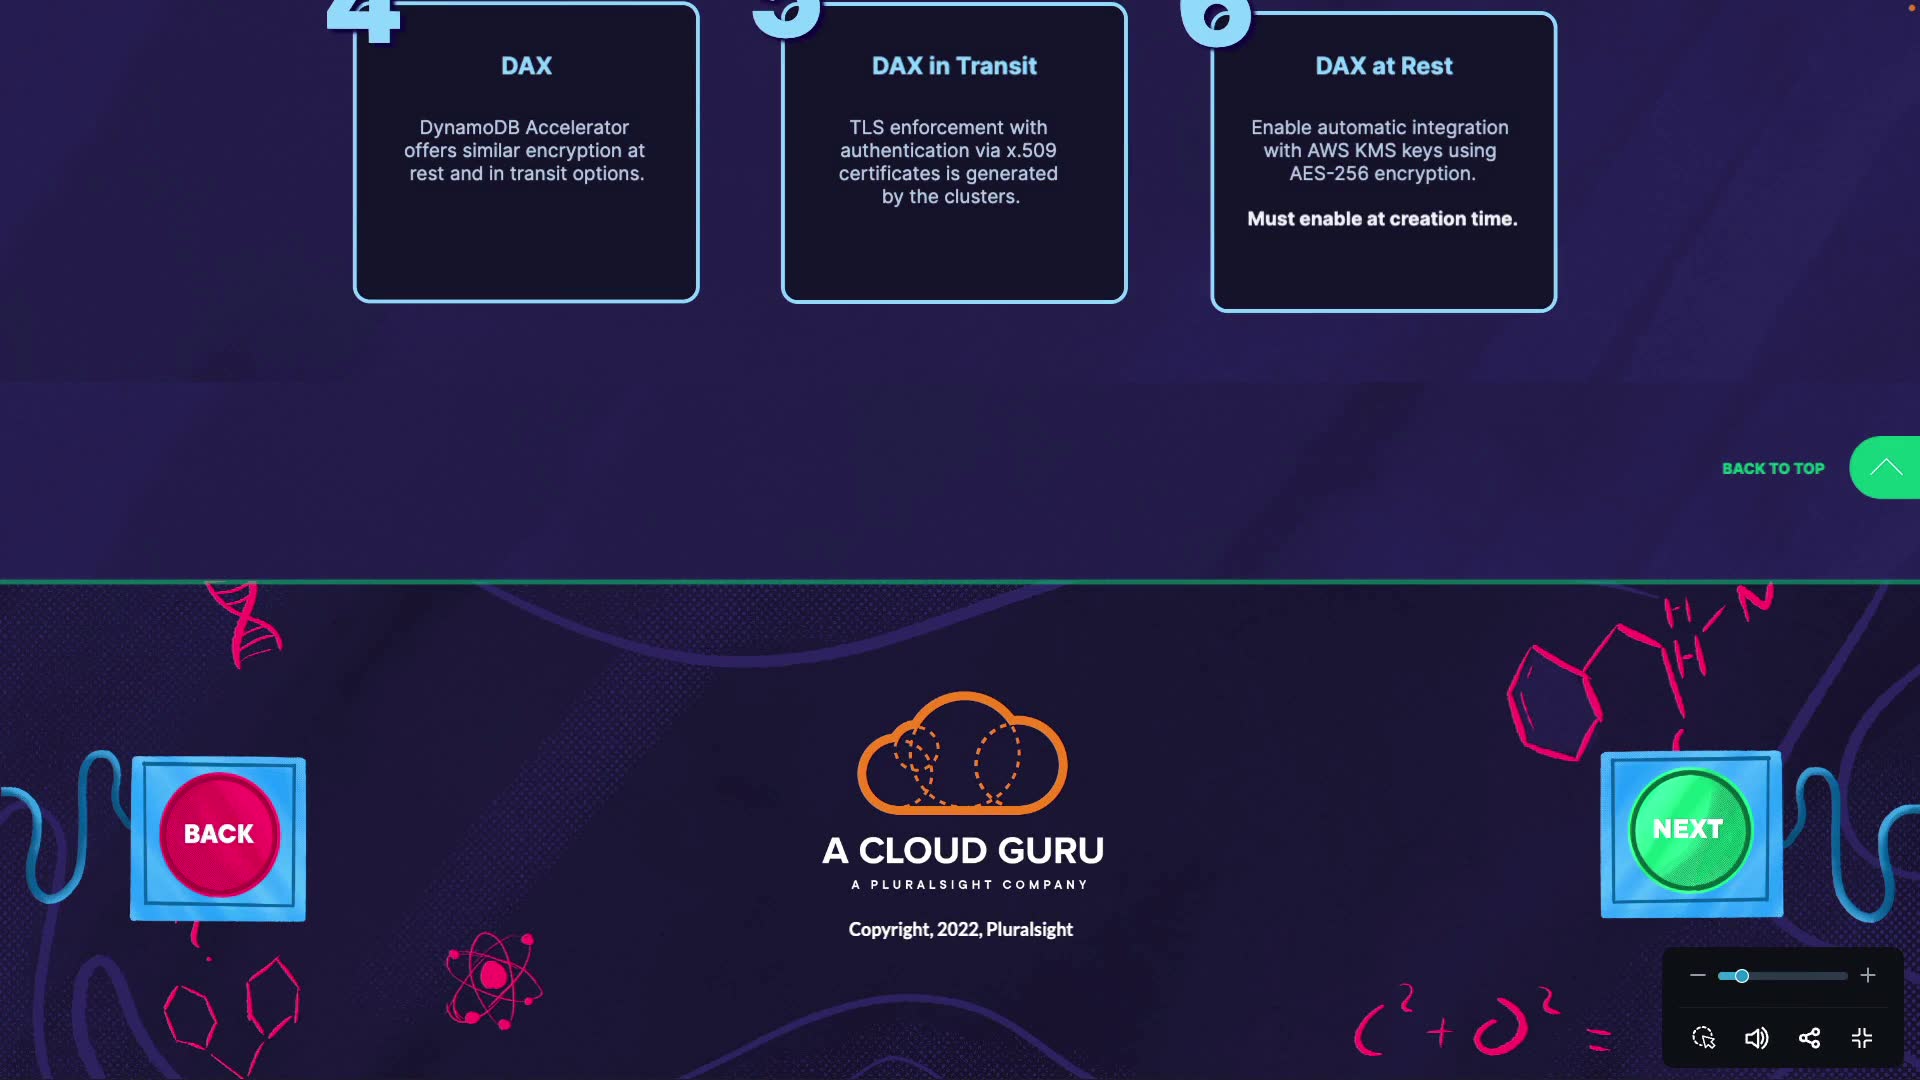 4
5
6
DAX
DynamoDB Accelerator
offers similar encryption at
rest and in transit options.
DAX in Transit
TLS enforcement with
authentication via x.509
certificates is generated
by the clusters.
DAX at Rest
Enable automatic integration
with AWS KMS keys using
AES-256 encryption.
Must enable at creation time.
BACK TO TOP
H
N
H
BACK
NEXT
A CLOUD GURU
A PLURALSIGHT COMPANY
Copyright, 2022, Pluralsight
C² + O² =